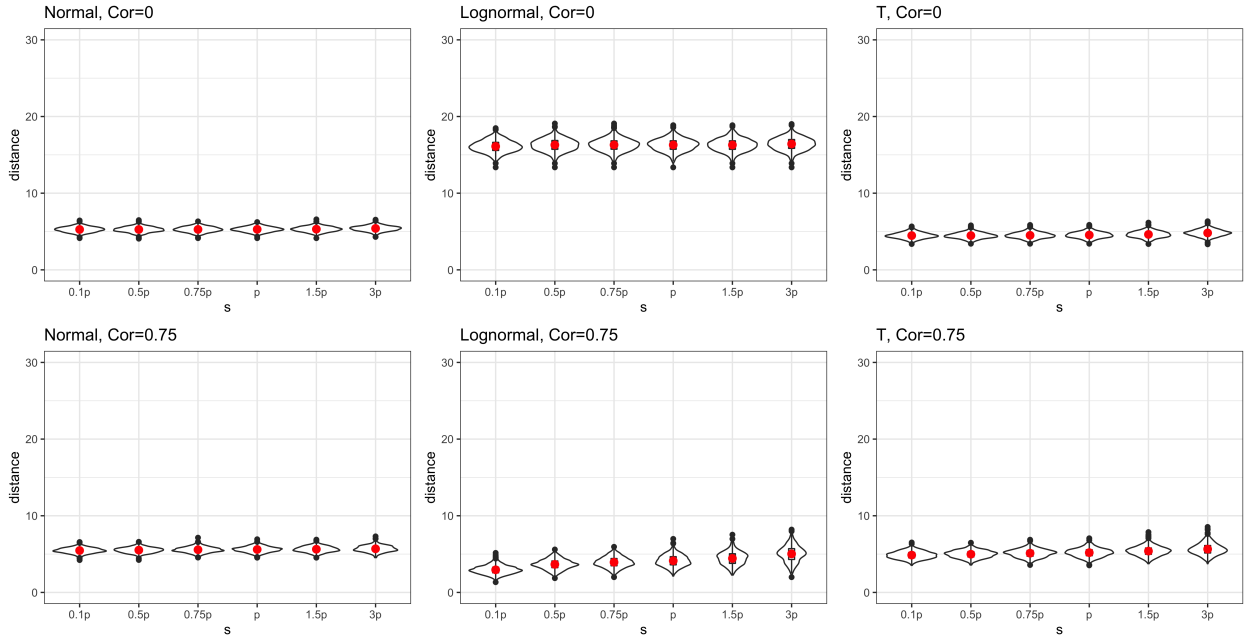 Normal, Cor=0
Lognormal, Cor=0
T, Cor=0
30
20
10
0
distance
0.1p 0.5p 0.75p p 1.5p 3p
s
30
20
10
0
distance
0.1p 0.5p 0.75p p 1.5p 3p
s
30
20
10
0
distance
0.1p 0.5p 0.75p p 1.5p 3p
s
Normal, Cor=0.75
Lognormal, Cor=0.75
T, Cor=0.75
30
20
10
0
distance
0.1p 0.5p 0.75p p 1.5p 3p
s
30
20
10
0
distance
0.1p 0.5p 0.75p p 1.5p 3p
s
30
20
10
0
distance
0.1p 0.5p 0.75p p 1.5p 3p
s